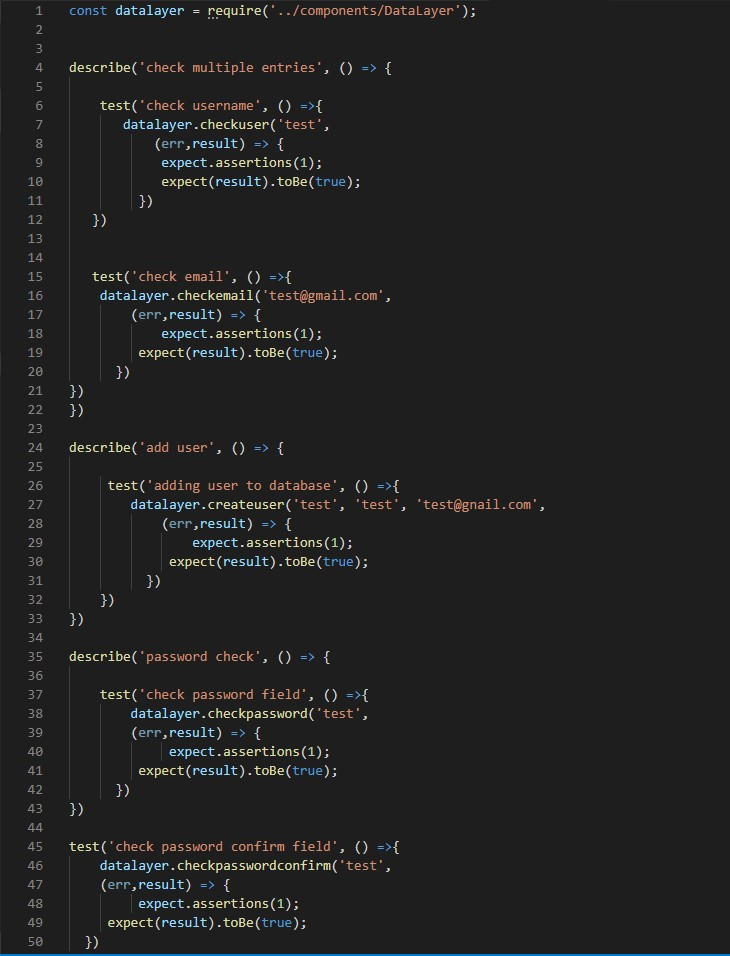 1 const datalayer = require('../components/DataLayer');
2
3
4 describe('check multiple entries', () => {
5
6 test('check username', () =>{
7 datalayer.checkuser('test',
8 (err,result) => {
9 expect.assertions(1);
10 expect(result).toBe(true);
11 })
12 })
13
14
15 test('check email', () =>{
16 datalayer.checkemail('test@gmail.com',
17 (err,result) => {
18 expect.assertions(1);
19 expect(result).toBe(true);
20 })
21 })
22 })
23
24 describe('add user', () => {
25
26 test('adding user to database', () =>{
27 datalayer.createuser('test', 'test', 'test@gnail.com',
28 (err,result) => {
29 expect.assertions(1);
30 expect(result).toBe(true);
31 })
32 })
33 })
34
35 describe('password check', () => {
36
37 test('check password field', () =>{
38 datalayer.checkpassword('test',
39 (err,result) => {
40 expect.assertions(1);
41 expect(result).toBe(true);
42 })
43 })
44
45 test('check password confirm field', () =>{
46 datalayer.checkpasswordconfirm('test',
47 (err,result) => {
48 expect.assertions(1);
49 expect(result).toBe(true);
50 })